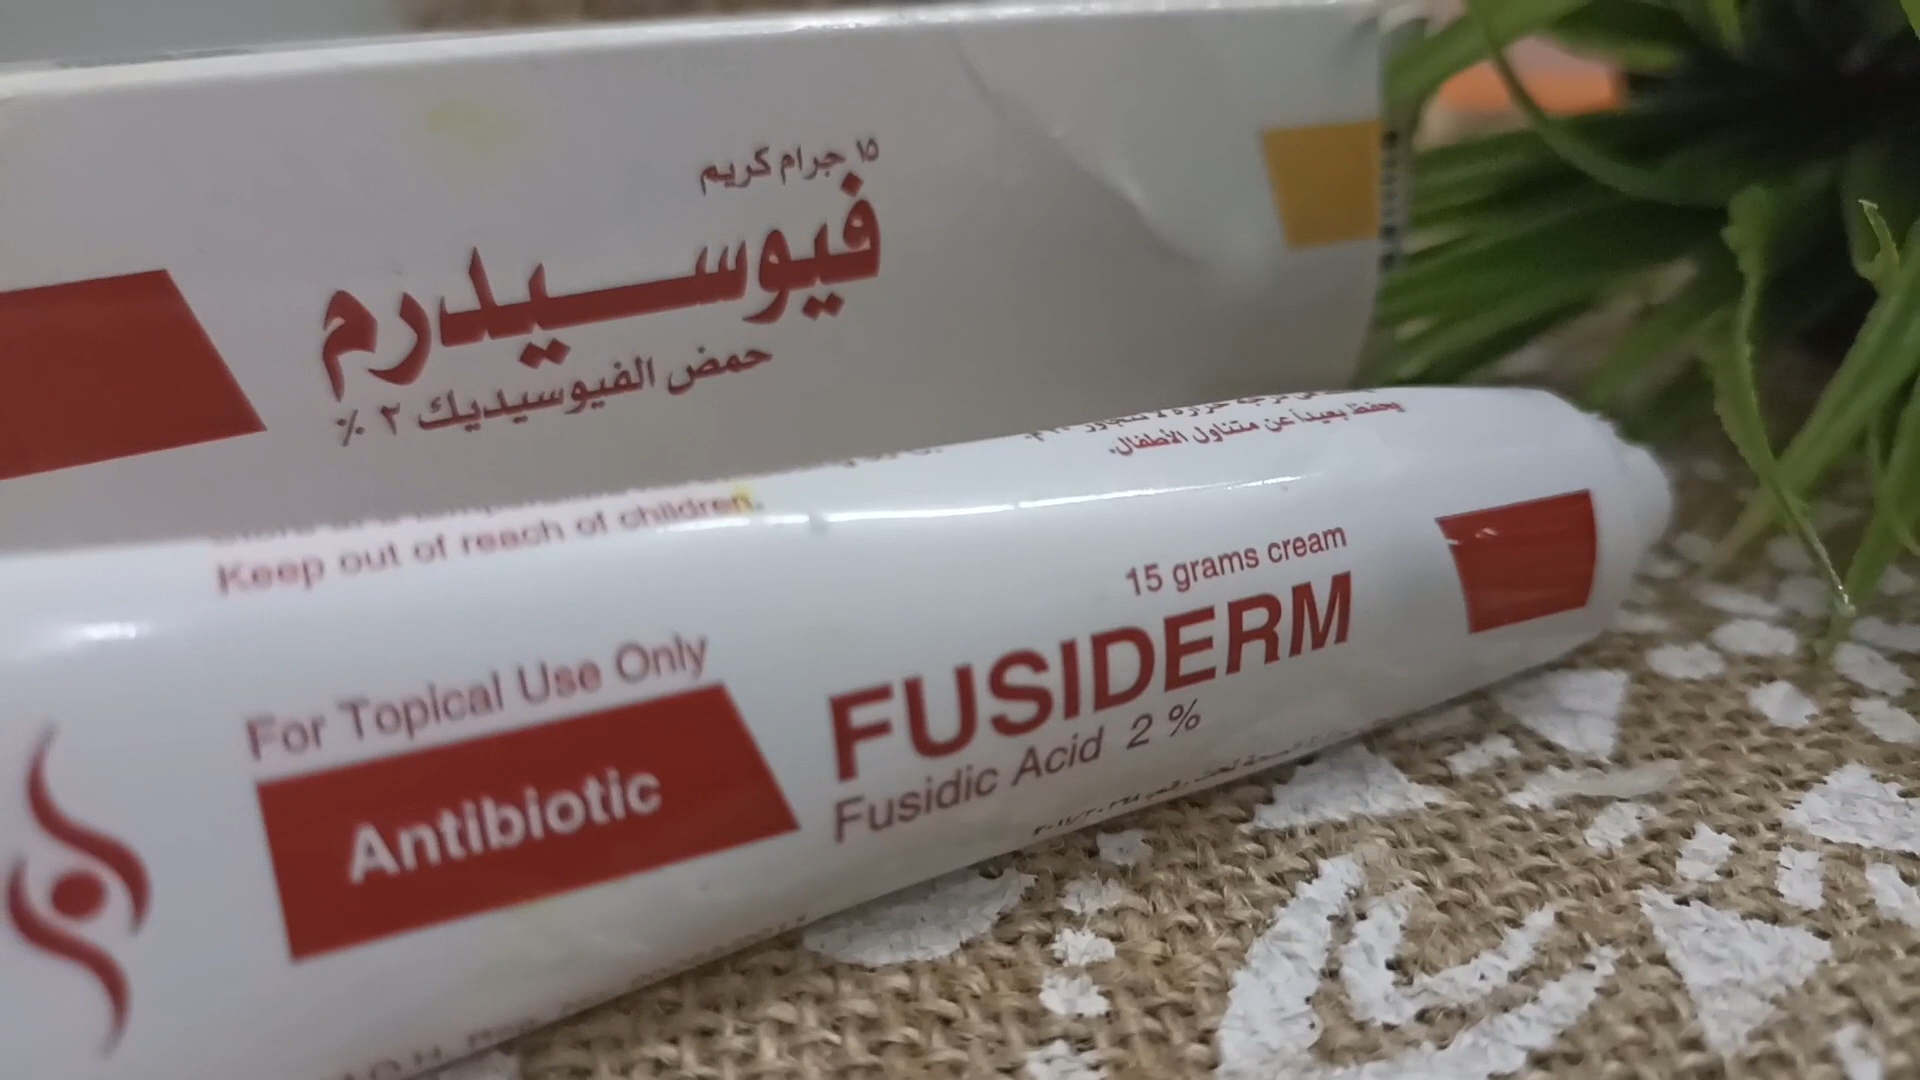 ١٥ جرام كريم
فيوسيدرم
حمض الفيوسيديك ٢ ٪
يحفظ بعيداً عن متناول الأطفال.
Keep out of reach of children.
15 grams cream
FUSIDERM
Fusidic Acid 2 %
For Topical Use Only
Antibiotic